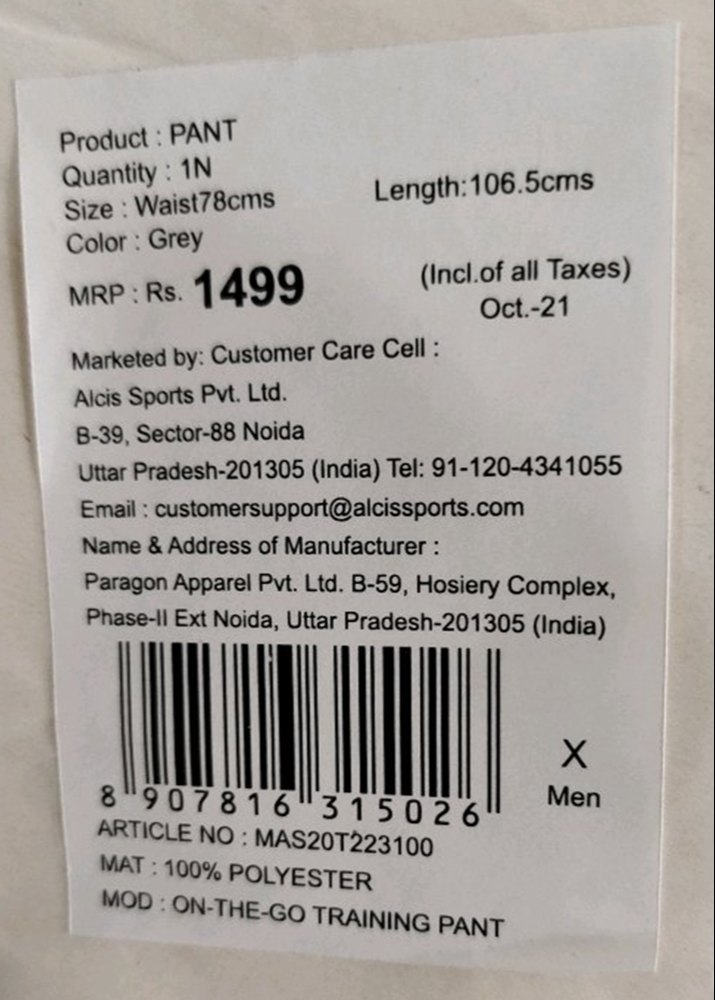 Product : PANT
Quantity : 1N
Size : Waist78cms Length:106.5cms
Color : Grey
MRP : Rs. 1499 (Incl.of all Taxes)
Oct.-21
Marketed by: Customer Care Cell :
Alcis Sports Pvt. Ltd.
B-39, Sector-88 Noida
Uttar Pradesh-201305 (India) Tel: 91-120-4341055
Email : customersupport@alcissports.com
Name & Address of Manufacturer :
Paragon Apparel Pvt. Ltd. B-59, Hosiery Complex,
Phase-II Ext Noida, Uttar Pradesh-201305 (India)
X
Men
8 907816 315026
ARTICLE NO : MAS20T223100
MAT : 100% POLYESTER
MOD : ON-THE-GO TRAINING PANT